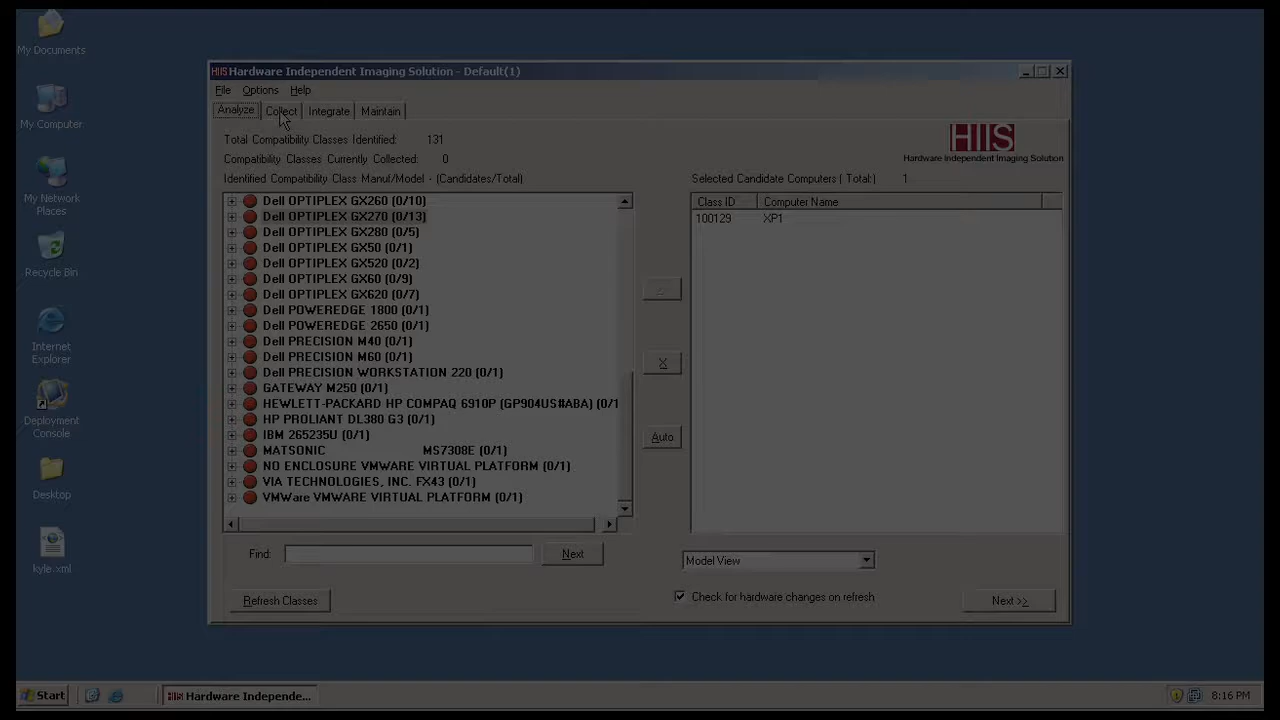 My Documents
My Computer
My Network
Places
Recycle Bin
Internet
Explorer
Deployment
Console
Desktop
kyle.xml
HIIS Hardware Independent Imaging Solution - Default(1)
File Options Help
Analyze Collect Integrate Maintain
Total Compatibility Classes Identified: 131
Compatibility Classes Currently Collected: 0
Identified Compatibility Class Manuf/Model - (Candidates/Total)
HIIS
Hardware Independent Imaging Solution
Selected Candidate Computers ( Total:) 1
Dell OPTIPLEX GX260 (0/10)
Dell OPTIPLEX GX270 (0/13)
Dell OPTIPLEX GX280 (0/5)
Dell OPTIPLEX GX50 (0/1)
Dell OPTIPLEX GX520 (0/2)
Dell OPTIPLEX GX60 (0/9)
Dell OPTIPLEX GX620 (0/7)
Dell POWEREDGE 1800 (0/1)
Dell POWEREDGE 2650 (0/1)
Dell PRECISION M40 (0/1)
Dell PRECISION M60 (0/1)
Dell PRECISION WORKSTATION 220 (0/1)
GATEWAY M250 (0/1)
HEWLETT-PACKARD HP COMPAQ 6910P (GP904US#ABA) (0/1
HP PROLIANT DL380 G3 (0/1)
IBM 265235U (0/1)
MATSONIC MS7308E (0/1)
NO ENCLOSURE VMWARE VIRTUAL PLATFORM (0/1)
VIA TECHNOLOGIES, INC. FX43 (0/1)
VMWare VMWARE VIRTUAL PLATFORM (0/1)
X
Auto
Class ID Computer Name
100129 XP1
Find: Next
Model View
Refresh Classes
Check for hardware changes on refresh
Next >>
Start
HIIS Hardware Independe...
8:16 PM